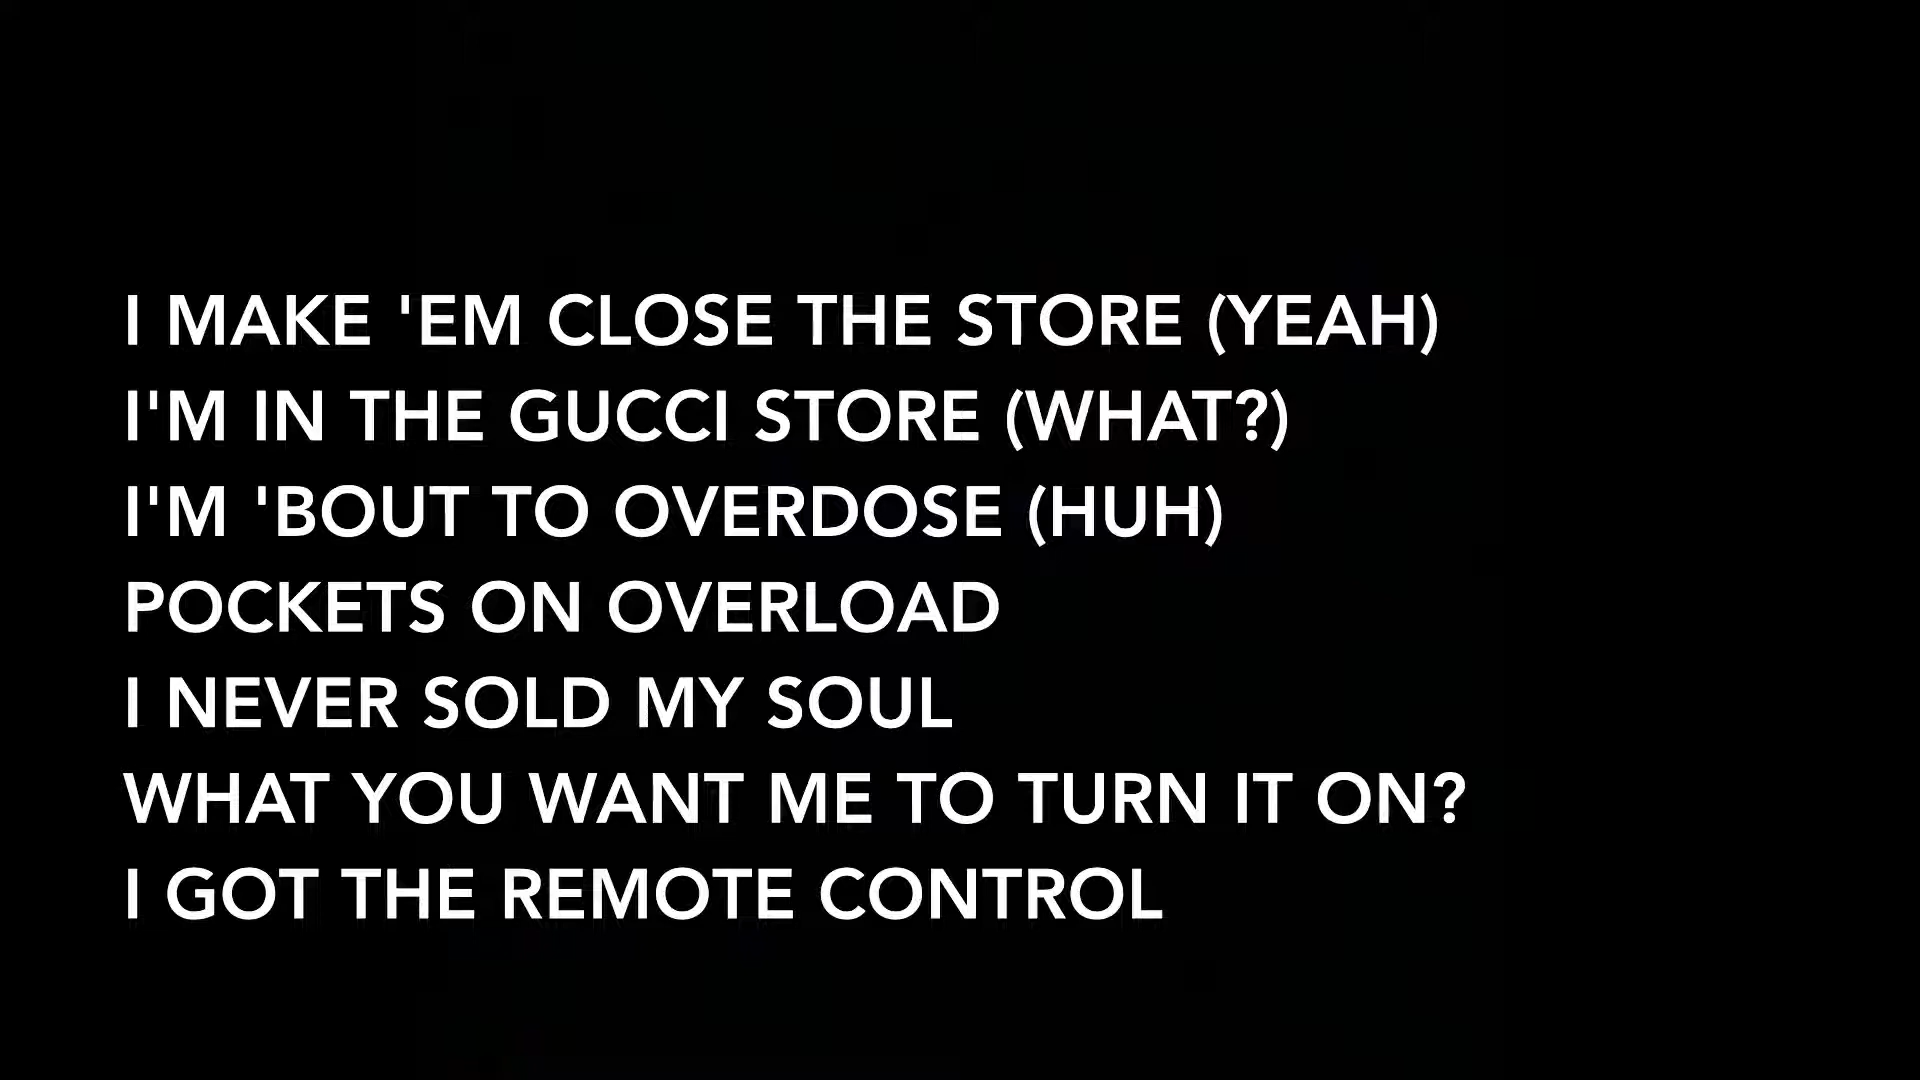 I MAKE 'EM CLOSE THE STORE (YEAH)
I'M IN THE GUCCI STORE (WHAT?)
I'M 'BOUT TO OVERDOSE (HUH)
POCKETS ON OVERLOAD
I NEVER SOLD MY SOUL
WHAT YOU WANT ME TO TURN IT ON?
I GOT THE REMOTE CONTROL